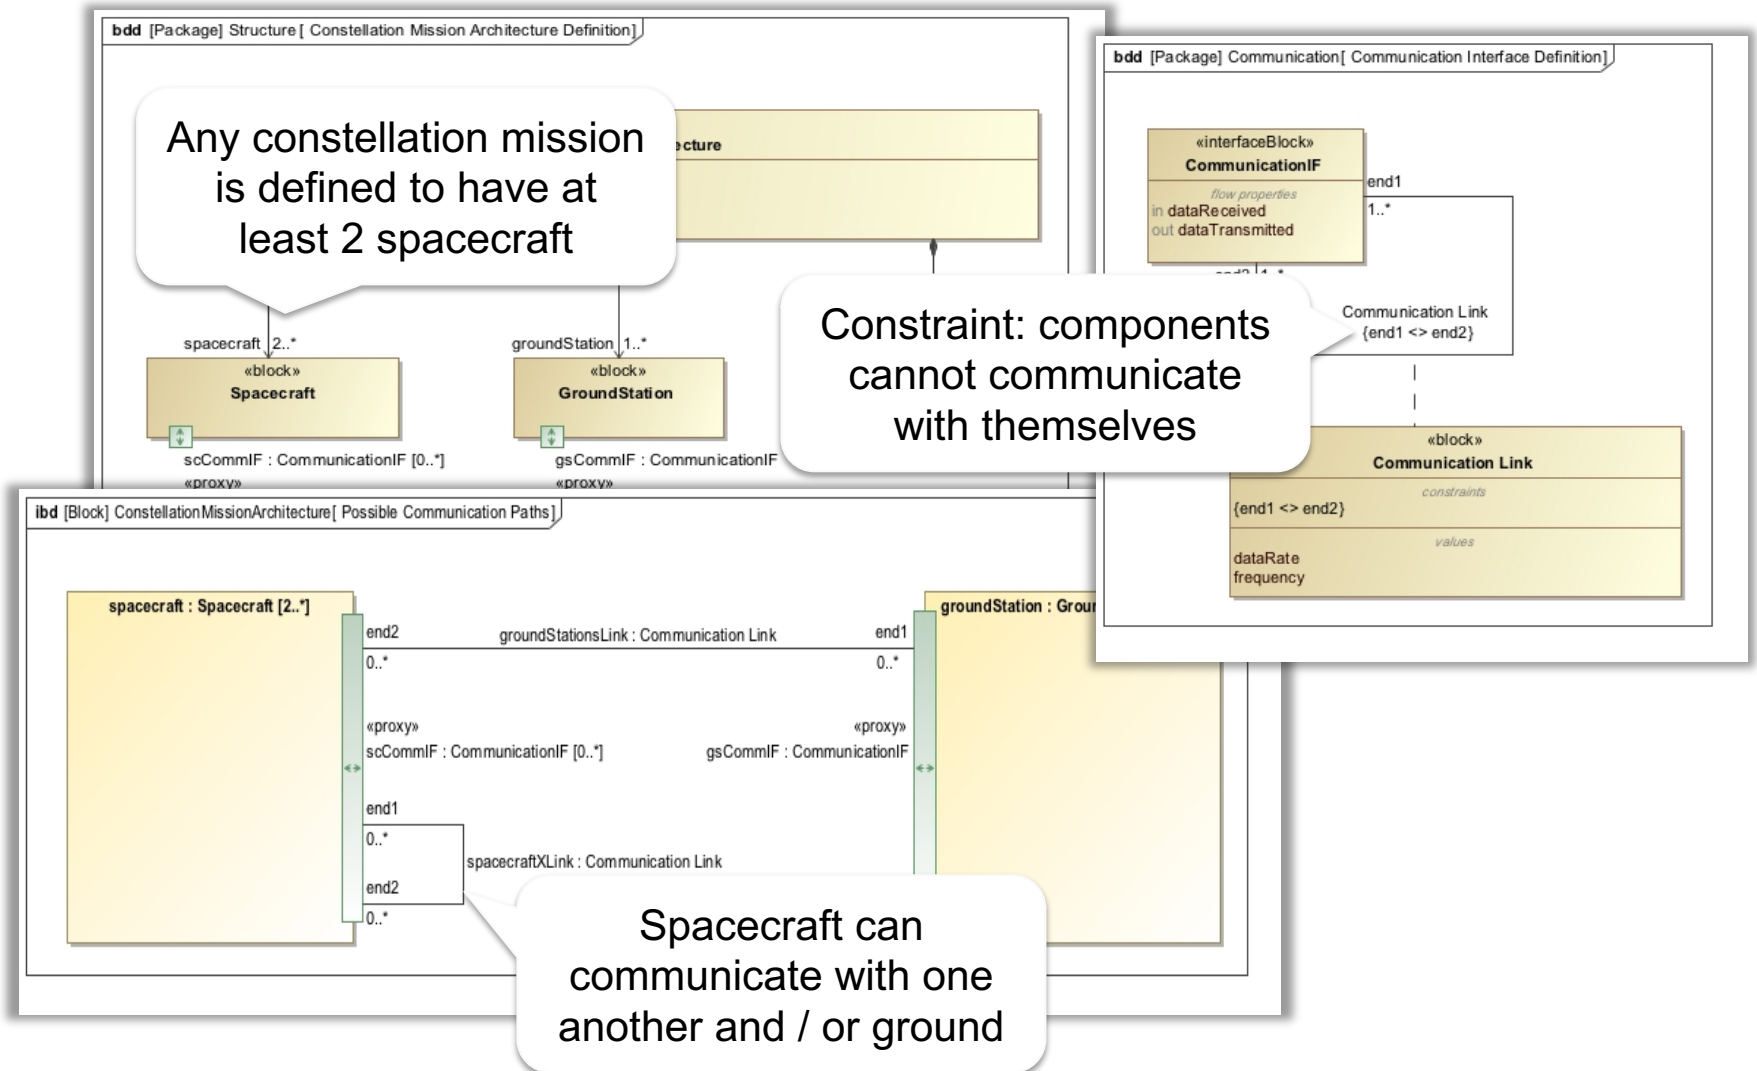 bdd [Package] Structure [ Constellation Mission Architecture Definition]
Any constellation mission
is defined to have at
least 2 spacecraft
spacecraft 2..*
«block»
Spacecraft
scCommIF : CommunicationIF [0..*]
«proxy»
groundStation 1..*
«block»
GroundStation
gsCommIF : CommunicationIF
«proxy»
bdd [Package] Communication[ Communication Interface Definition]
«interfaceBlock»
CommunicationIF
flow properties
in dataReceived
out dataTransmitted
end1
1..*
Communication Link
{end1 <> end2}
Constraint: components
cannot communicate
with themselves
«block»
Communication Link
constraints
{end1 <> end2}
values
dataRate
frequency
ibd [Block] ConstellationMissionArchitecture[ Possible Communication Paths]
spacecraft : Spacecraft [2..*]
groundStation :
end2 groundStationsLink : Communication Link end1
0..* 0..*
«proxy» «proxy»
scCommIF : CommunicationIF [0..*] gsCommIF : CommunicationIF
end1
0..*
spacecraftXLink : Communication Link
end2
0..*
Spacecraft can
communicate with one
another and / or ground